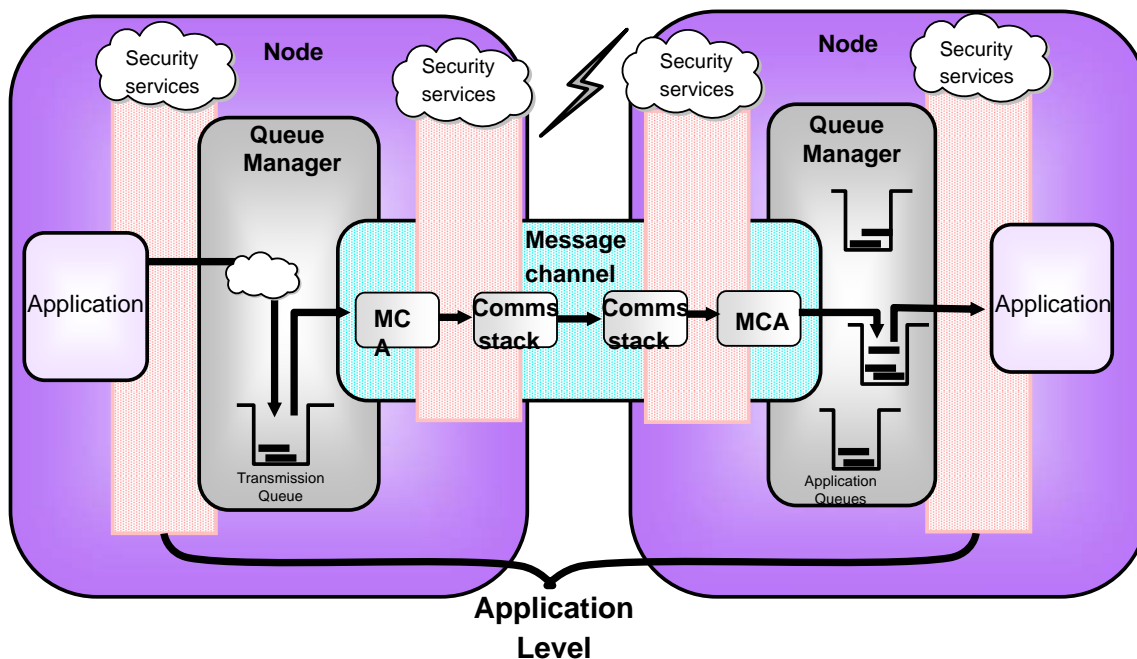 Node
Security
services
Security
services
Queue
Manager
Application
Transmission
Queue
Message
channel
MC
A
Comms
stack
Comms
stack
MCA
Node
Security
services
Security
services
Queue
Manager
Application
Queues
Application
Application
Level